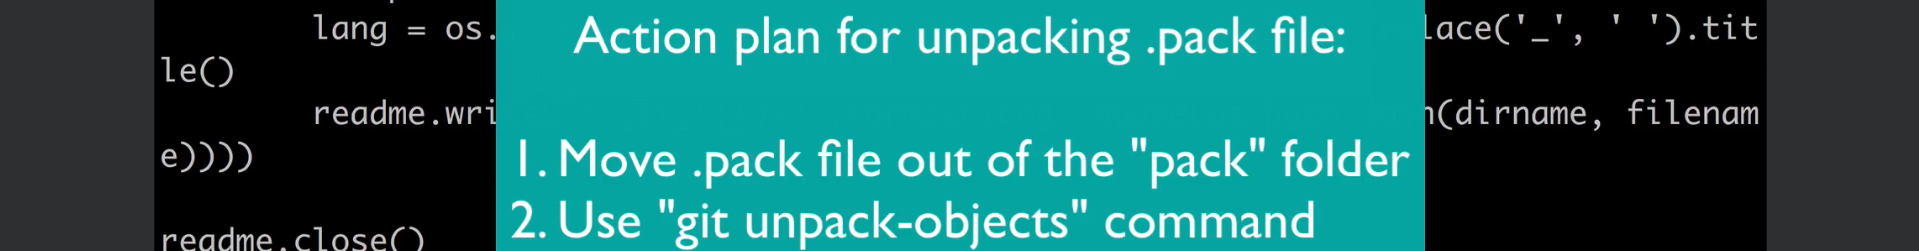 lang = os.
Action plan for unpacking .pack file:
lace('_', ' ').tit
le()
readme.wri
(dirname, filenam
1. Move .pack file out of the "pack" folder
e))))
2. Use "git unpack-objects" command
readme.close()